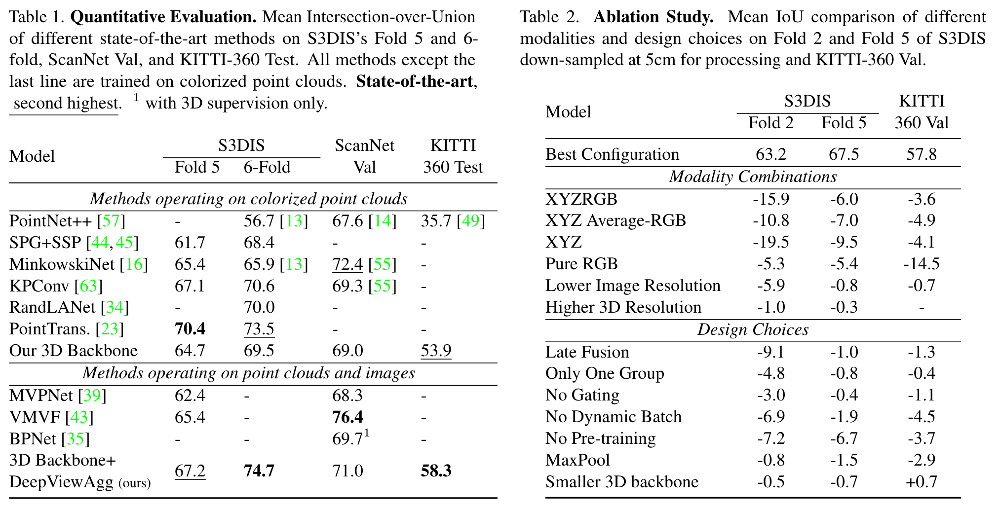 Table 1. Quantitative Evaluation. Mean Intersection-over-Union
of different state-of-the-art methods on S3DIS's Fold 5 and 6-
fold, ScanNet Val, and KITTI-360 Test. All methods except the
last line are trained on colorized point clouds. State-of-the-art,
second highest. 1 with 3D supervision only.
Model S3DIS ScanNet KITTI
Fold 5 6-Fold Val 360 Test
Methods operating on colorized point clouds
PointNet++ [57] - 56.7 [13] 67.6 [14] 35.7 [49]
SPG+SSP [44, 45] 61.7 68.4 - -
MinkowskiNet [16] 65.4 65.9 [13] 72.4 [55] -
KPConv [63] 67.1 70.6 69.3 [55] -
RandLANet [34] - 70.0 - -
PointTrans. [23] 70.4 73.5 - -
Our 3D Backbone 64.7 69.5 69.0 53.9
Methods operating on point clouds and images
MVPNet [39] 62.4 - 68.3 -
VMVF [43] 65.4 - 76.4 -
BPNet [35] - - 69.7 1 -
3D Backbone+
DeepViewAgg (ours) 67.2 74.7 71.0 58.3
Table 2. Ablation Study. Mean IoU comparison of different
modalities and design choices on Fold 2 and Fold 5 of S3DIS
down-sampled at 5cm for processing and KITTI-360 Val.
Model S3DIS KITTI
Fold 2 Fold 5 360 Val
Best Configuration 63.2 67.5 57.8
Modality Combinations
XYZRGB -15.9 -6.0 -3.6
XYZ Average-RGB -10.8 -7.0 -4.9
XYZ -19.5 -9.5 -4.1
Pure RGB -5.3 -5.4 -14.5
Lower Image Resolution -5.9 -0.8 -0.7
Higher 3D Resolution -1.0 -0.3 -
Design Choices
Late Fusion -9.1 -1.0 -1.3
Only One Group -4.8 -0.8 -0.4
No Gating -3.0 -0.4 -1.1
No Dynamic Batch -6.9 -1.9 -4.5
No Pre-training -7.2 -6.7 -3.7
MaxPool -0.8 -1.5 -2.9
Smaller 3D backbone -0.5 -0.7 +0.7